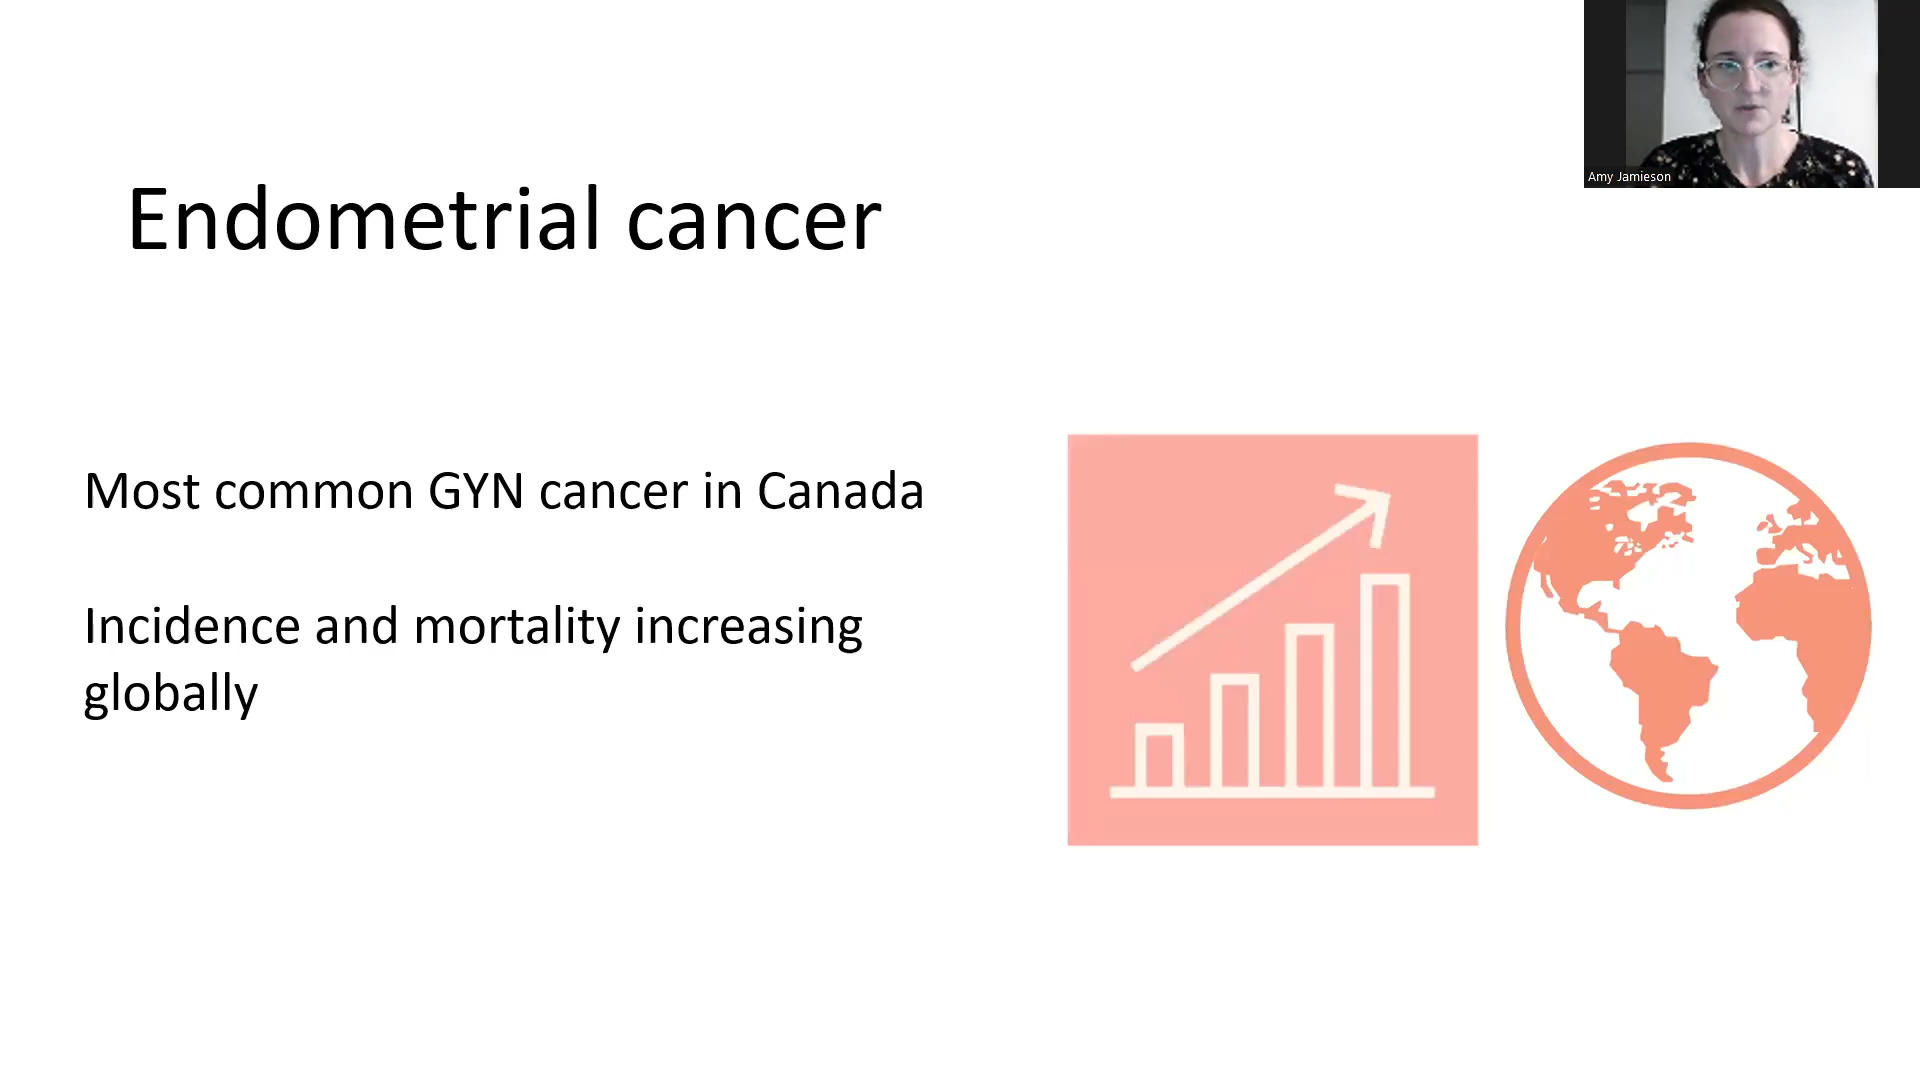 Amy Jamieson
Endometrial cancer
Most common GYN cancer in Canada
Incidence and mortality increasing
globally